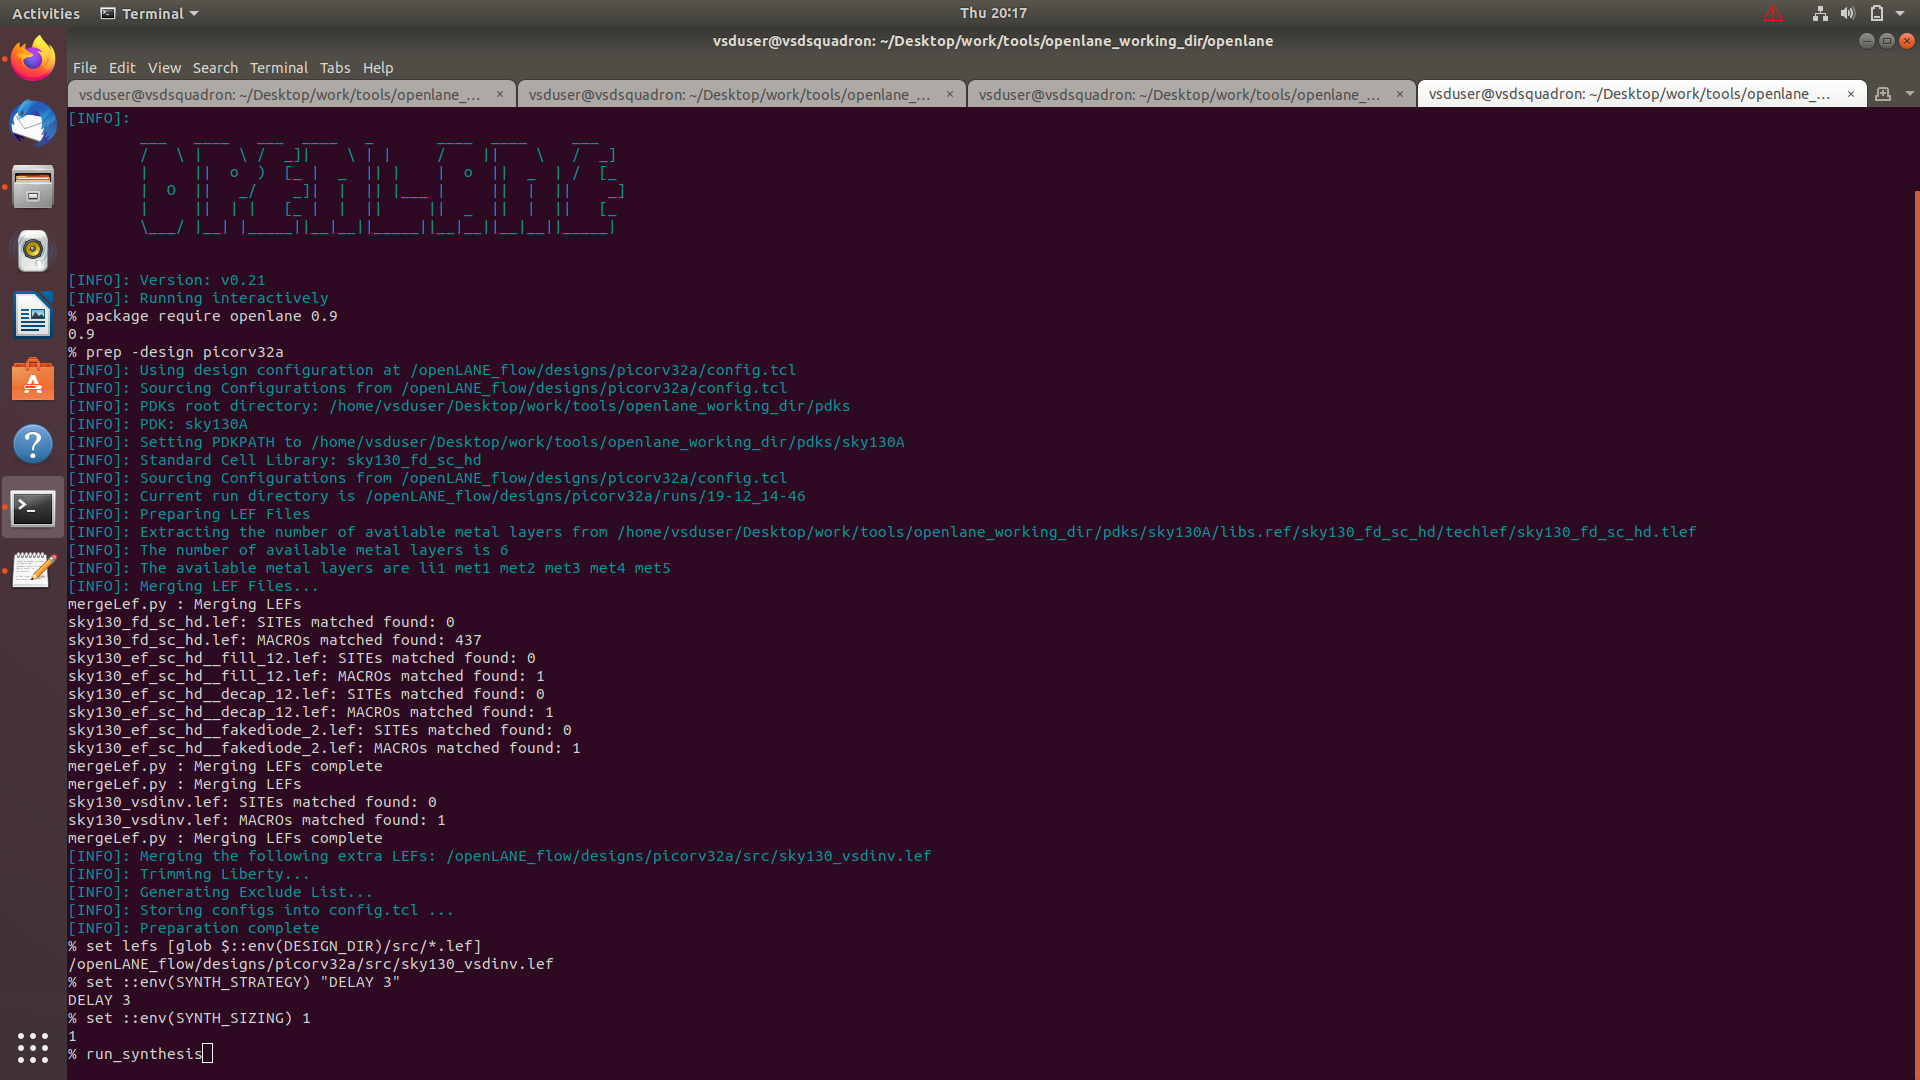 Activities
Terminal
Thu 20:17
vsduser@vsdsquadron: ~/Desktop/work/tools/openlane_working_dir/openlane
File Edit View Search Terminal Tabs Help
vsduser@vsdsquadron: ~/Desktop/work/tools/openlane_...
vsduser@vsdsquadron: ~/Desktop/work/tools/openlane_...
vsduser@vsdsquadron: ~/Desktop/work/tools/openlane_...
vsduser@vsdsquadron: ~/Desktop/work/tools/openlane_...
[INFO]:
OPENLANE
[INFO]: Version: v0.21
[INFO]: Running interactively
% package require openlane 0.9
0.9
% prep -design picorv32a
[INFO]: Using design configuration at /openLANE_flow/designs/picorv32a/config.tcl
[INFO]: Sourcing Configurations from /openLANE_flow/designs/picorv32a/config.tcl
[INFO]: PDKs root directory: /home/vsduser/Desktop/work/tools/openlane_working_dir/pdks
[INFO]: PDK: sky130A
[INFO]: Setting PDKPATH to /home/vsduser/Desktop/work/tools/openlane_working_dir/pdks/sky130A
[INFO]: Standard Cell Library: sky130_fd_sc_hd
[INFO]: Sourcing Configurations from /openLANE_flow/designs/picorv32a/config.tcl
[INFO]: Current run directory is /openLANE_flow/designs/picorv32a/runs/19-12_14-46
[INFO]: Preparing LEF Files
[INFO]: Extracting the number of available metal layers from /home/vsduser/Desktop/work/tools/openlane_working_dir/pdks/sky130A/libs.ref/sky130_fd_sc_hd/techlef/sky130_fd_sc_hd.tlef
[INFO]: The number of available metal layers is 6
[INFO]: The available metal layers are li1 met1 met2 met3 met4 met5
[INFO]: Merging LEF Files...
mergeLef.py : Merging LEFs
sky130_fd_sc_hd.lef: SITEs matched found: 0
sky130_fd_sc_hd.lef: MACROs matched found: 437
sky130_ef_sc_hd__fill_12.lef: SITEs matched found: 0
sky130_ef_sc_hd__fill_12.lef: MACROs matched found: 1
sky130_ef_sc_hd__decap_12.lef: SITEs matched found: 0
sky130_ef_sc_hd__decap_12.lef: MACROs matched found: 1
sky130_ef_sc_hd__fakediode_2.lef: SITEs matched found: 0
sky130_ef_sc_hd__fakediode_2.lef: MACROs matched found: 1
mergeLef.py : Merging LEFs complete
mergeLef.py : Merging LEFs
sky130_vsdinv.lef: SITEs matched found: 0
sky130_vsdinv.lef: MACROs matched found: 1
mergeLef.py : Merging LEFs complete
[INFO]: Merging the following extra LEFs: /openLANE_flow/designs/picorv32a/src/sky130_vsdinv.lef
[INFO]: Trimming Liberty...
[INFO]: Generating Exclude List...
[INFO]: Storing configs into config.tcl ...
[INFO]: Preparation complete
% set lefs [glob $::env(DESIGN_DIR)/src/*.lef]
/openLANE_flow/designs/picorv32a/src/sky130_vsdinv.lef
% set ::env(SYNTH_STRATEGY) "DELAY 3"
DELAY 3
% set ::env(SYNTH_SIZING) 1
1
% run_synthesis